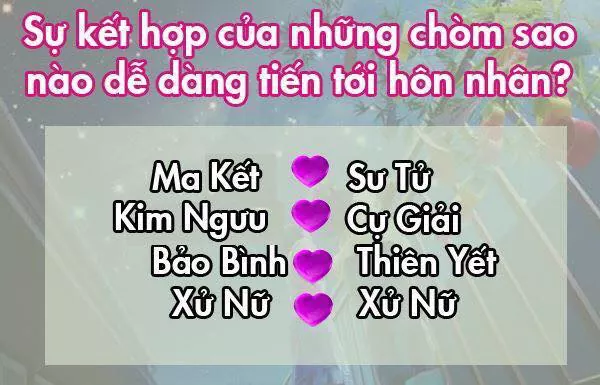 Sự kết hợp của những chòm sao
nào dễ dàng tiến tới hôn nhân?
Ma Kết Sư Tử
Kim Ngưu Cự Giải
Bảo Bình Thiên Yết
Xử Nữ Xử Nữ